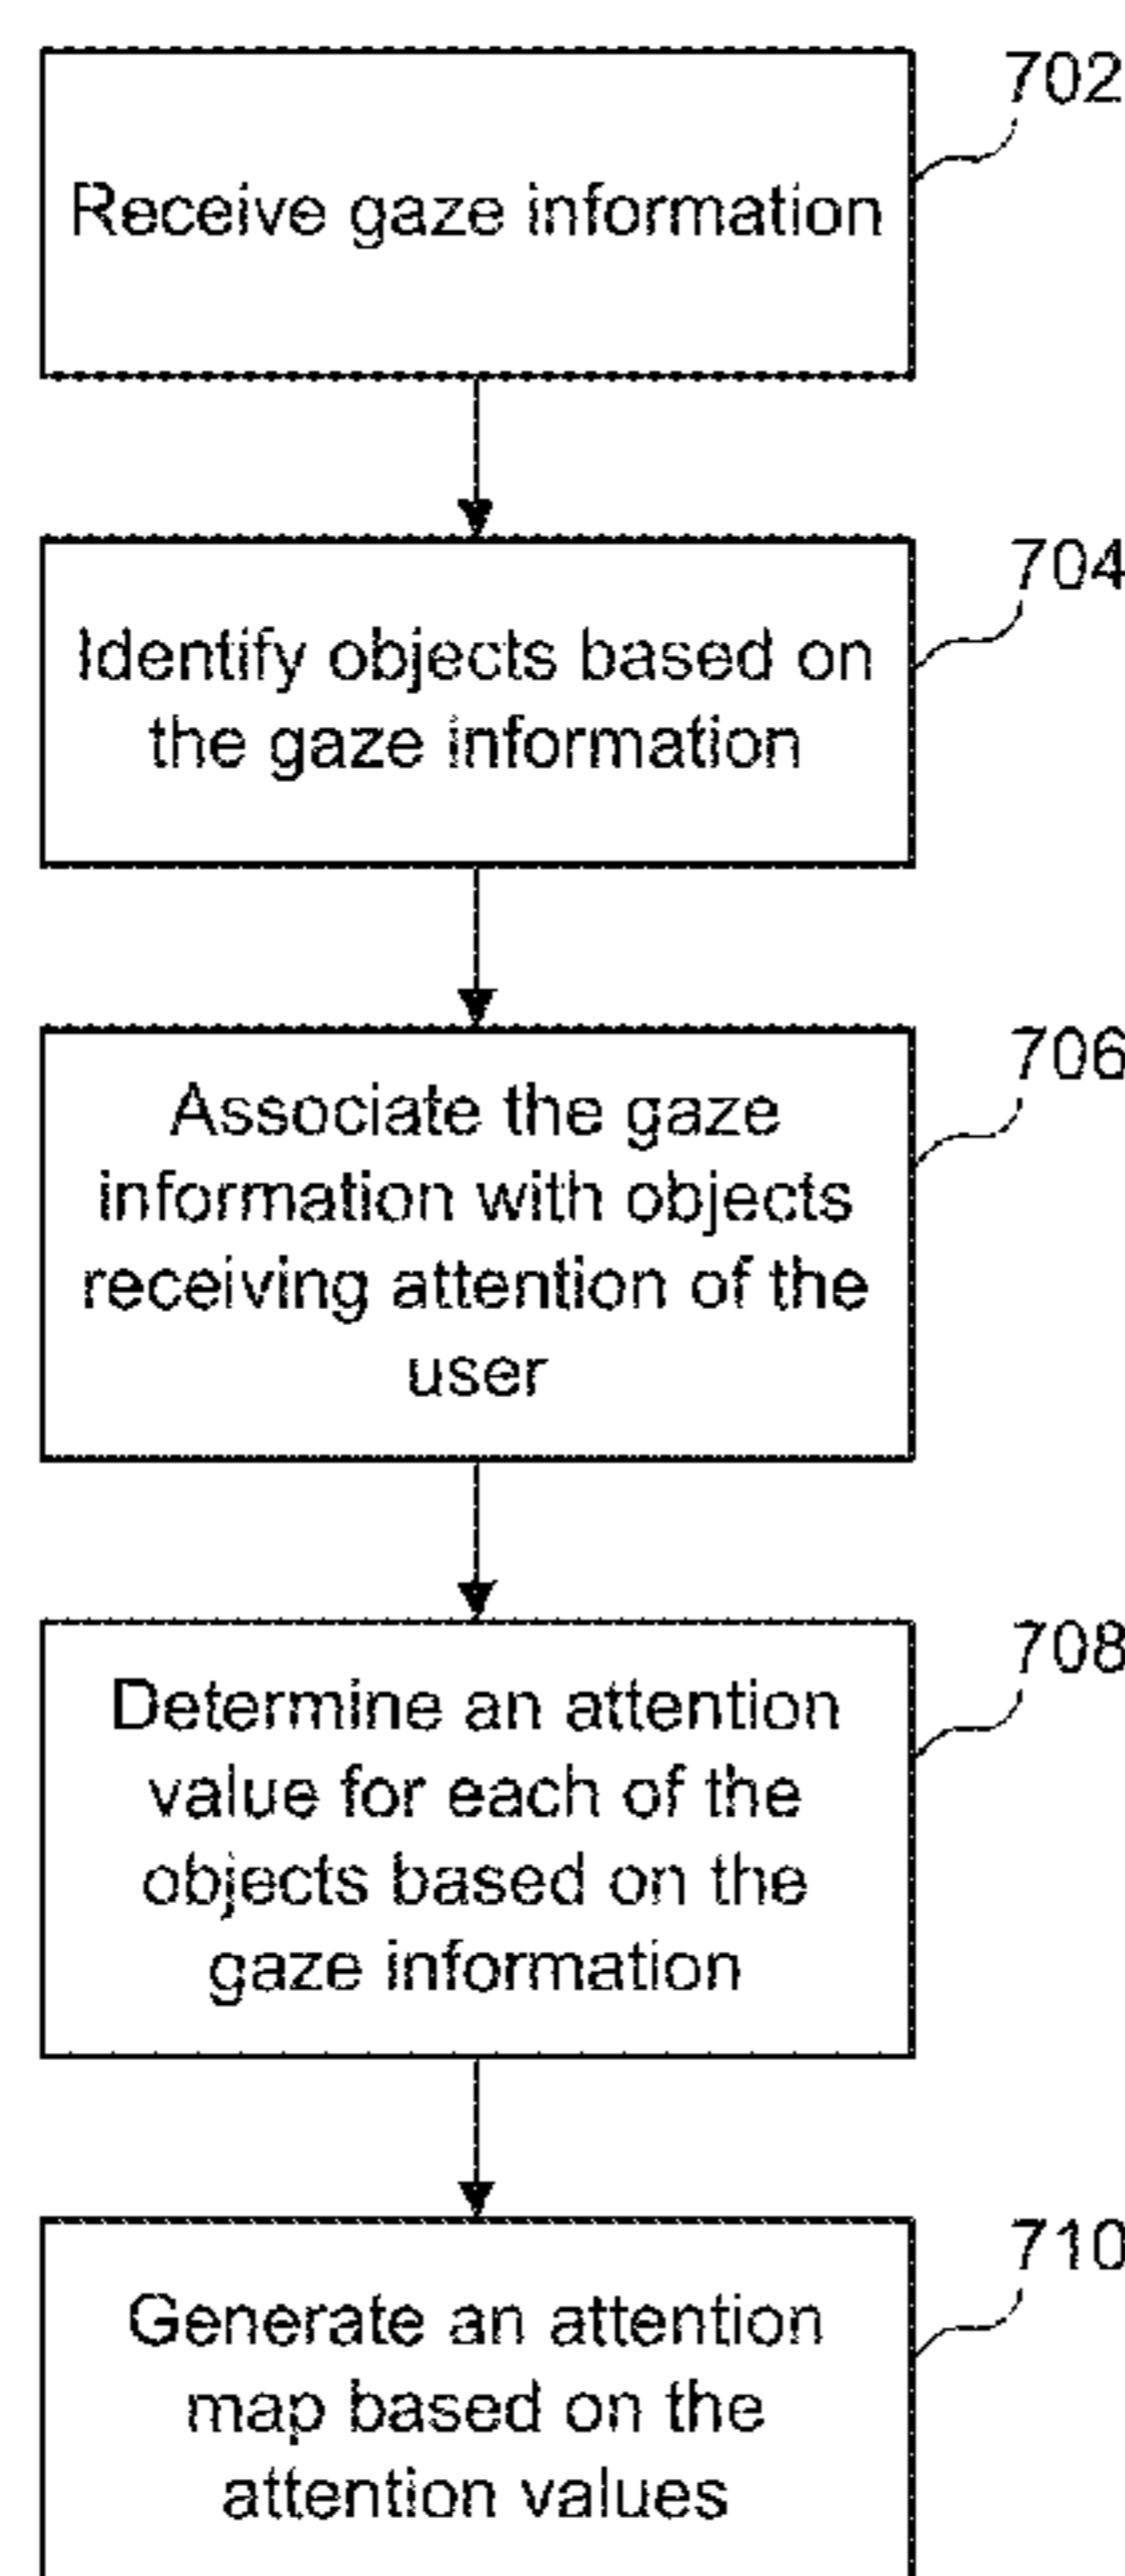 702
Receive gaze information
704
Identify objects based on
the gaze information
706
Associate the gaze
information with objects
receiving attention of the
user
708
Determine an attention
value for each of the
objects based on the
gaze information
710
Generate an attention
map based on the
attention values